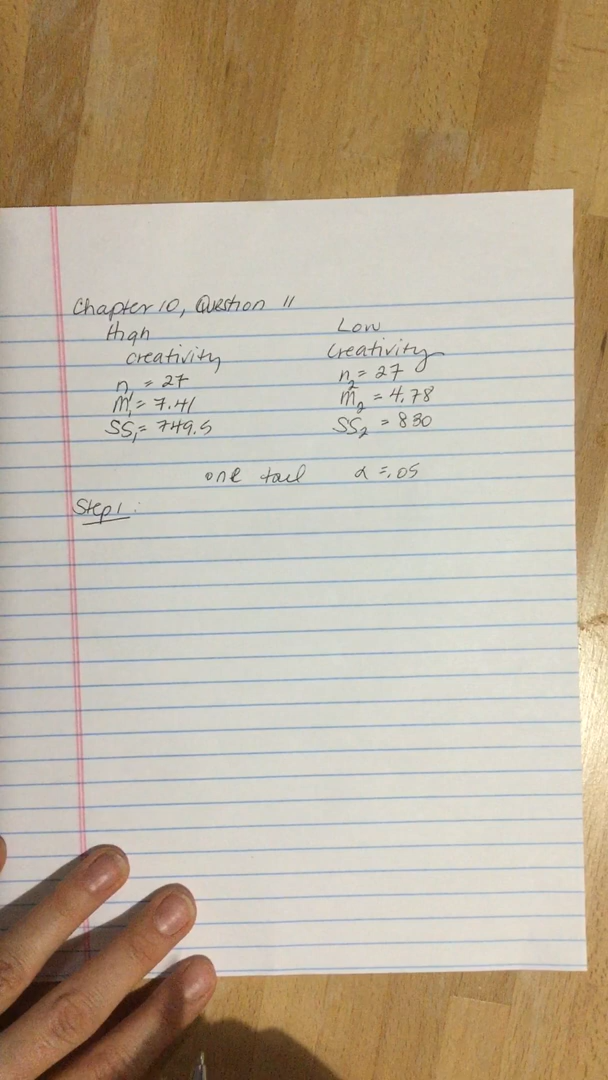 Chapter 10, Question 11
High Low
creativity Creativity
n₁ = 27 n₂ = 27
M₁ = 7.41 M₂ = 4.78
SS₁ = 749.5 SS₂ = 830
one tail α = .05
Step 1: